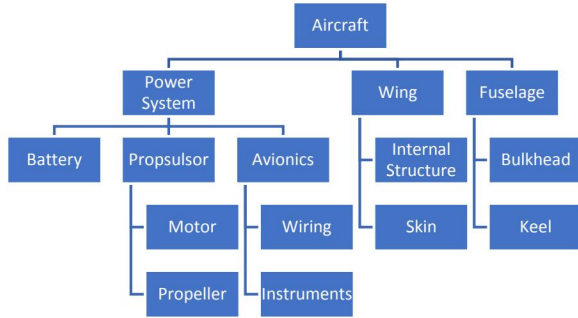 Aircraft
Power
System
Wing
Fuselage
Battery
Propsulsor
Avionics
Internal
Structure
Bulkhead
Motor
Wiring
Skin
Keel
Propeller
Instruments